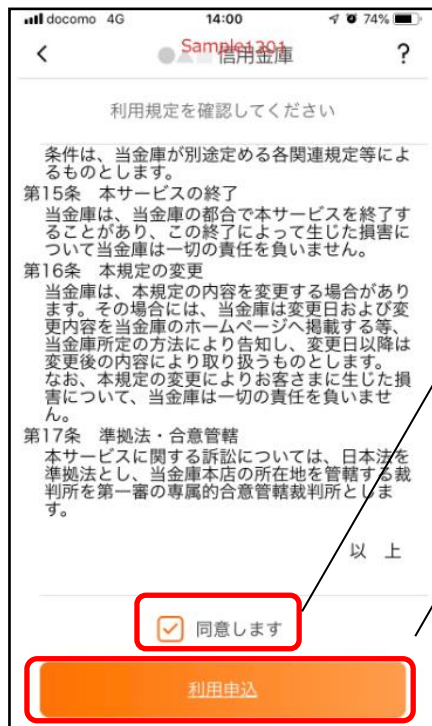 docomo 4G 14:00 74%
●▲■信用金庫 ?
Sample1201
利用規定を確認してください
条件は、当金庫が別途定める各関連規定等によ
るものとします。
第15条 本サービスの終了
当金庫は、当金庫の都合で本サービスを終了す
ることがあり、この終了によって生じた損害に
ついて当金庫は一切の責任を負いません。
第16条 本規定の変更
当金庫は、本規定の内容を変更する場合があり
ます。その場合には、当金庫は変更日および変
更内容を当金庫のホームページへ掲載する等、
当金庫所定の方法により告知し、変更日以降は
変更後の内容により取り扱うものとします。
なお、本規定の変更によりお客さまに生じた損
害について、当金庫は一切の責任を負いませ
ん。
第17条 準拠法・合意管轄
本サービスに関する訴訟については、日本法を
準拠法とし、当金庫本店の所在地を管轄する裁
判所を第一審の専属的合意管轄裁判所としま
す。
以 上
同意します
利用申込